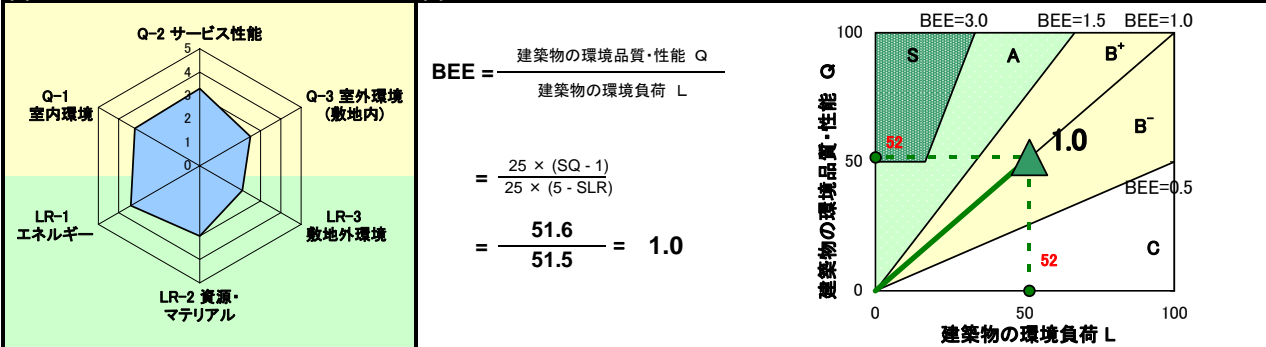 Q-2 サービス性能
5
4
3
2
1
0
Q-1
室内環境
Q-3 室外環境
(敷地内)
LR-1
エネルギー
LR-3
敷地外環境
LR-2 資源・
マテリアル
BEE = 建築物の環境品質・性能 Q
建築物の環境負荷 L
= 25 × (SQ - 1)
25 × (5 - SLR)
= 51.6
51.5
= 1.0
BEE=3.0 BEE=1.5 BEE=1.0
100
S A B+
B-
52
1.0
50
BEE=0.5
52
C
0
0 50 100
建築物の環境品質・性能 Q
建築物の環境負荷 L